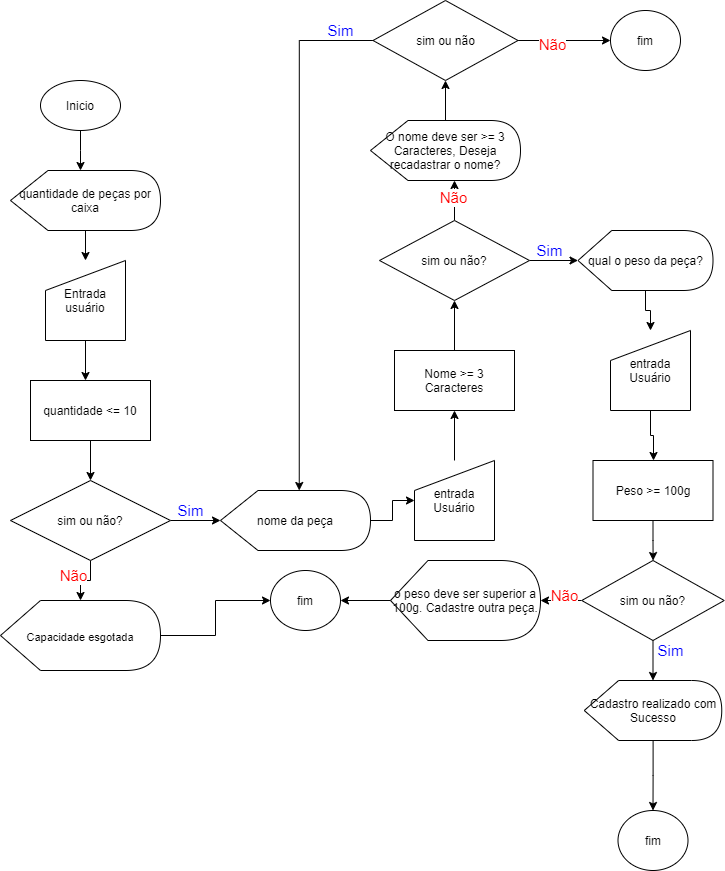 Inicio
quantidade de peças por
caixa
Entrada
usuário
quantidade <= 10
sim ou não?
Sim
Não
Capacidade esgotada
fim
nome da peça
entrada
Usuário
Nome >= 3
Caracteres
sim ou não?
Não
O nome deve ser >= 3
Caracteres, Deseja
recadastrar o nome?
sim ou não
Sim
Não
fim
Sim
qual o peso da peça?
entrada
Usuário
Peso >= 100g
sim ou não?
Não
o peso deve ser superior a
100g. Cadastre outra peça.
Sim
Cadastro realizado com
Sucesso
fim